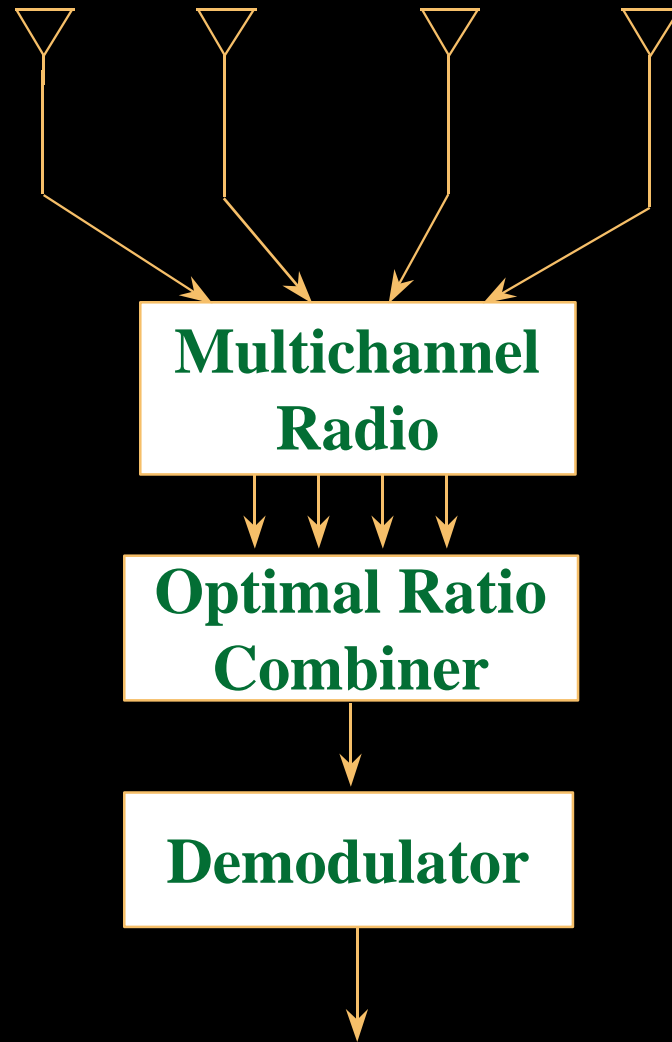 Multichannel
Radio
Optimal Ratio
Combiner
Demodulator